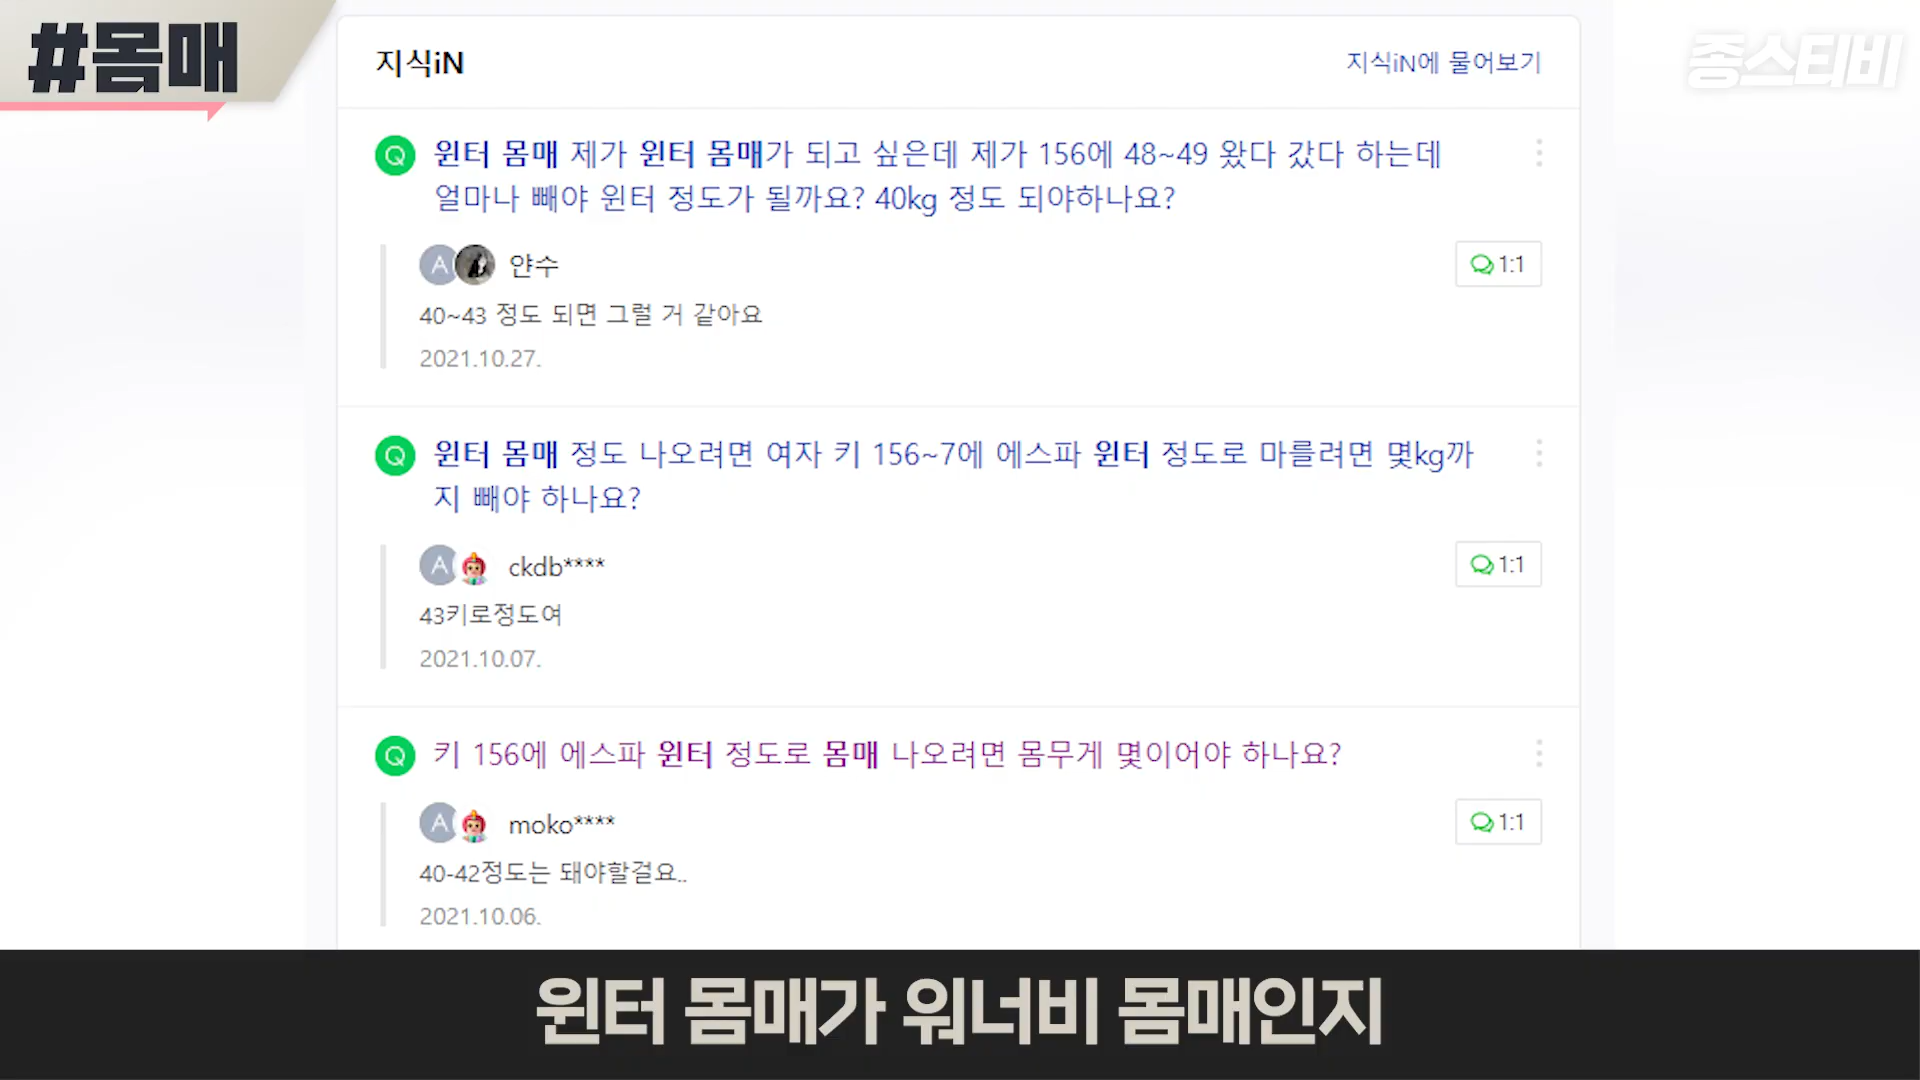 #몸매
종스티비
지식iN
지식iN에 물어보기
Q 윈터 몸매 제가 윈터 몸매가 되고 싶은데 제가 156에 48~49 왔다 갔다 하는데
얼마나 빼야 윈터 정도가 될까요? 40kg 정도 되야하나요?
A 얀수
1:1
40~43 정도 되면 그럴 거 같아요
2021.10.27.
Q 윈터 몸매 정도 나오려면 여자 키 156~7에 에스파 윈터 정도로 마를려면 몇kg까
지 빼야 하나요?
A ckdb****
1:1
43키로정도여
2021.10.07.
Q 키 156에 에스파 윈터 정도로 몸매 나오려면 몸무게 몇이어야 하나요?
A moko****
1:1
40-42정도는 돼야할걸요..
2021.10.06.
윈터 몸매가 워너비 몸매인지